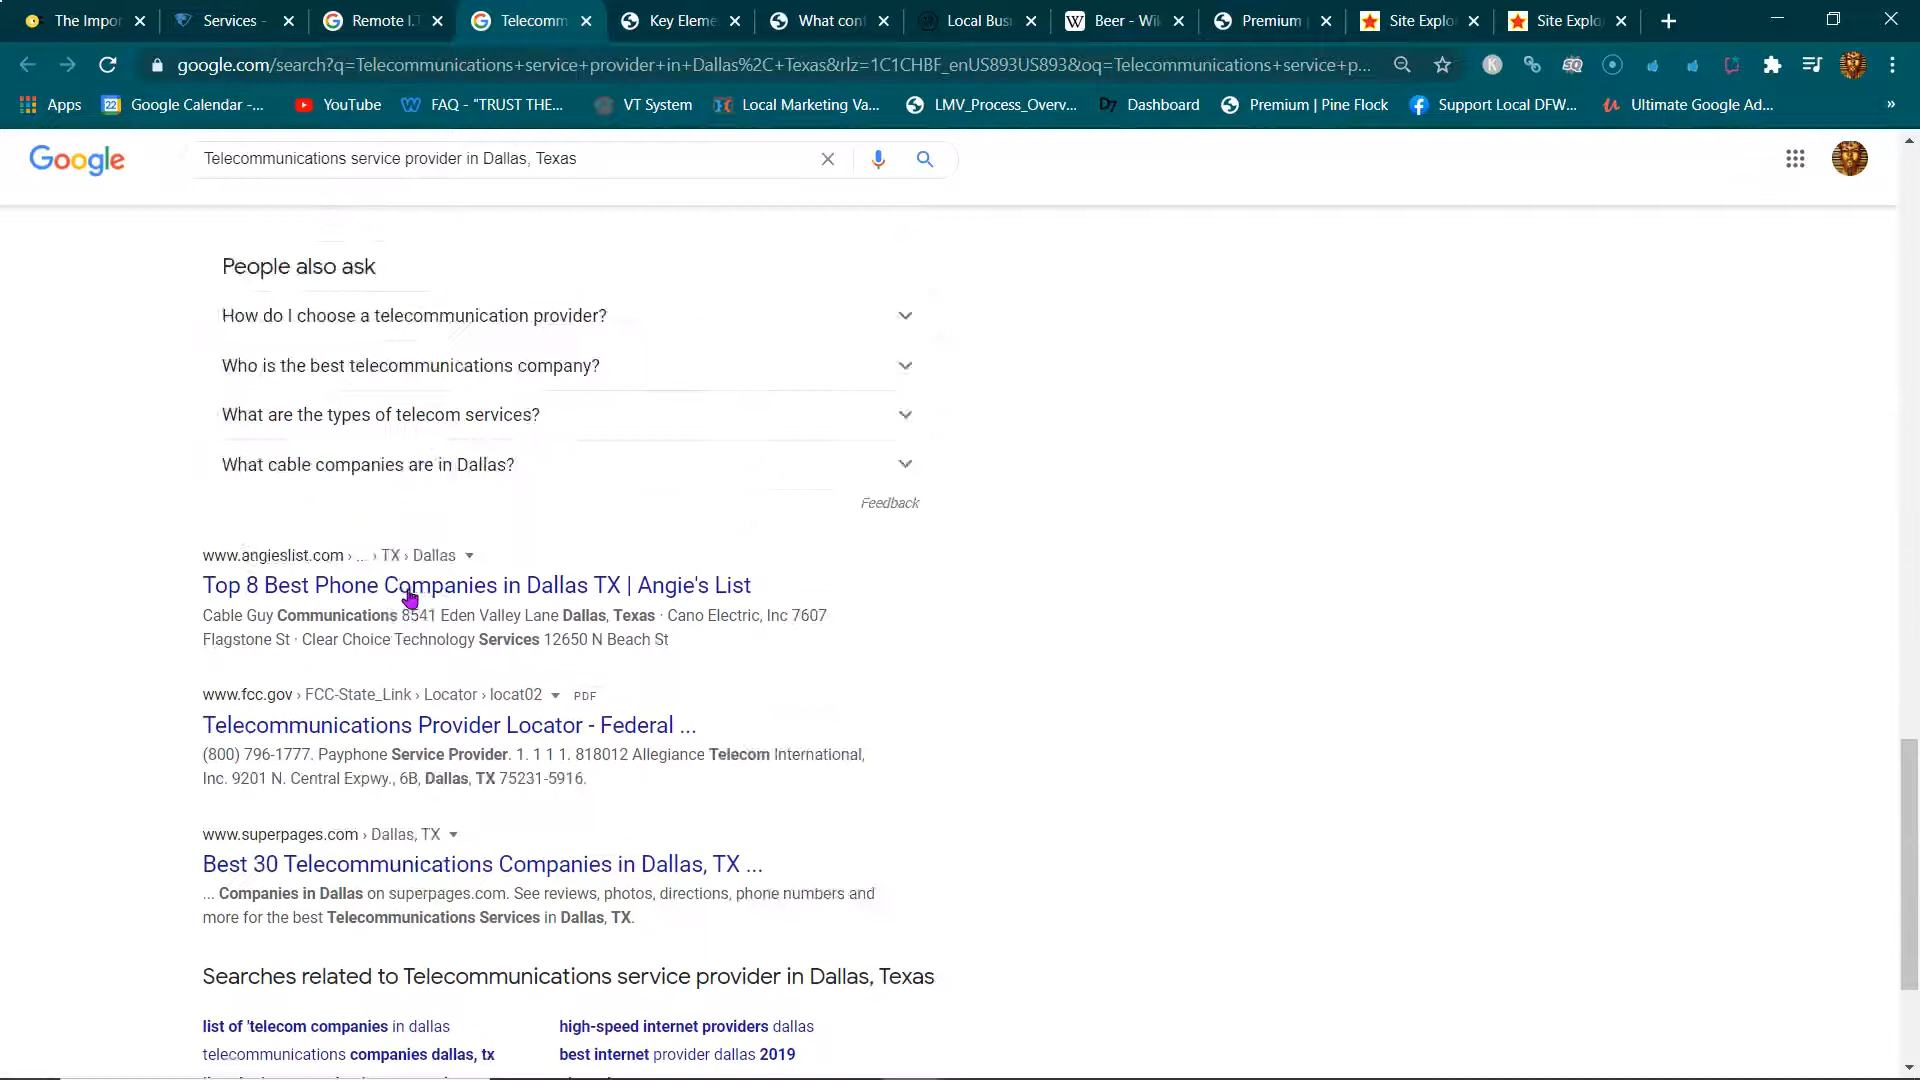 The Impor
Services -
Remote I.T
Telecomm
Key Eleme
What cont
Local Busi
Beer - Wik
Premium |
Site Explo
Site Explo
google.com/search?q=Telecommunications+service+provider+in+Dallas%2C+Texas&rlz=1C1CHBF_enUS893US893&oq=Telecommunications+service+p...
Apps
22
Google Calendar -...
YouTube
FAQ - "TRUST THE...
VT System
Local Marketing Va...
LMV_Process_Overv...
D7
Dashboard
Premium | Pine Flock
Support Local DFW...
Ultimate Google Ad...
»
Google
Telecommunications service provider in Dallas, Texas
People also ask
How do I choose a telecommunication provider?
Who is the best telecommunications company?
What are the types of telecom services?
What cable companies are in Dallas?
Feedback
www.angieslist.com › ... › TX › Dallas
Top 8 Best Phone Companies in Dallas TX | Angie's List
Cable Guy Communications 8541 Eden Valley Lane Dallas, Texas · Cano Electric, Inc 7607
Flagstone St · Clear Choice Technology Services 12650 N Beach St
www.fcc.gov › FCC-State_Link › Locator › locat02 PDF
Telecommunications Provider Locator - Federal ...
(800) 796-1777. Payphone Service Provider. 1. 1 1 1. 818012 Allegiance Telecom International,
Inc. 9201 N. Central Expwy., 6B, Dallas, TX 75231-5916.
www.superpages.com › Dallas, TX
Best 30 Telecommunications Companies in Dallas, TX ...
... Companies in Dallas on superpages.com. See reviews, photos, directions, phone numbers and
more for the best Telecommunications Services in Dallas, TX.
Searches related to Telecommunications service provider in Dallas, Texas
list of 'telecom companies in dallas
high-speed internet providers dallas
telecommunications companies dallas, tx
best internet provider dallas 2019